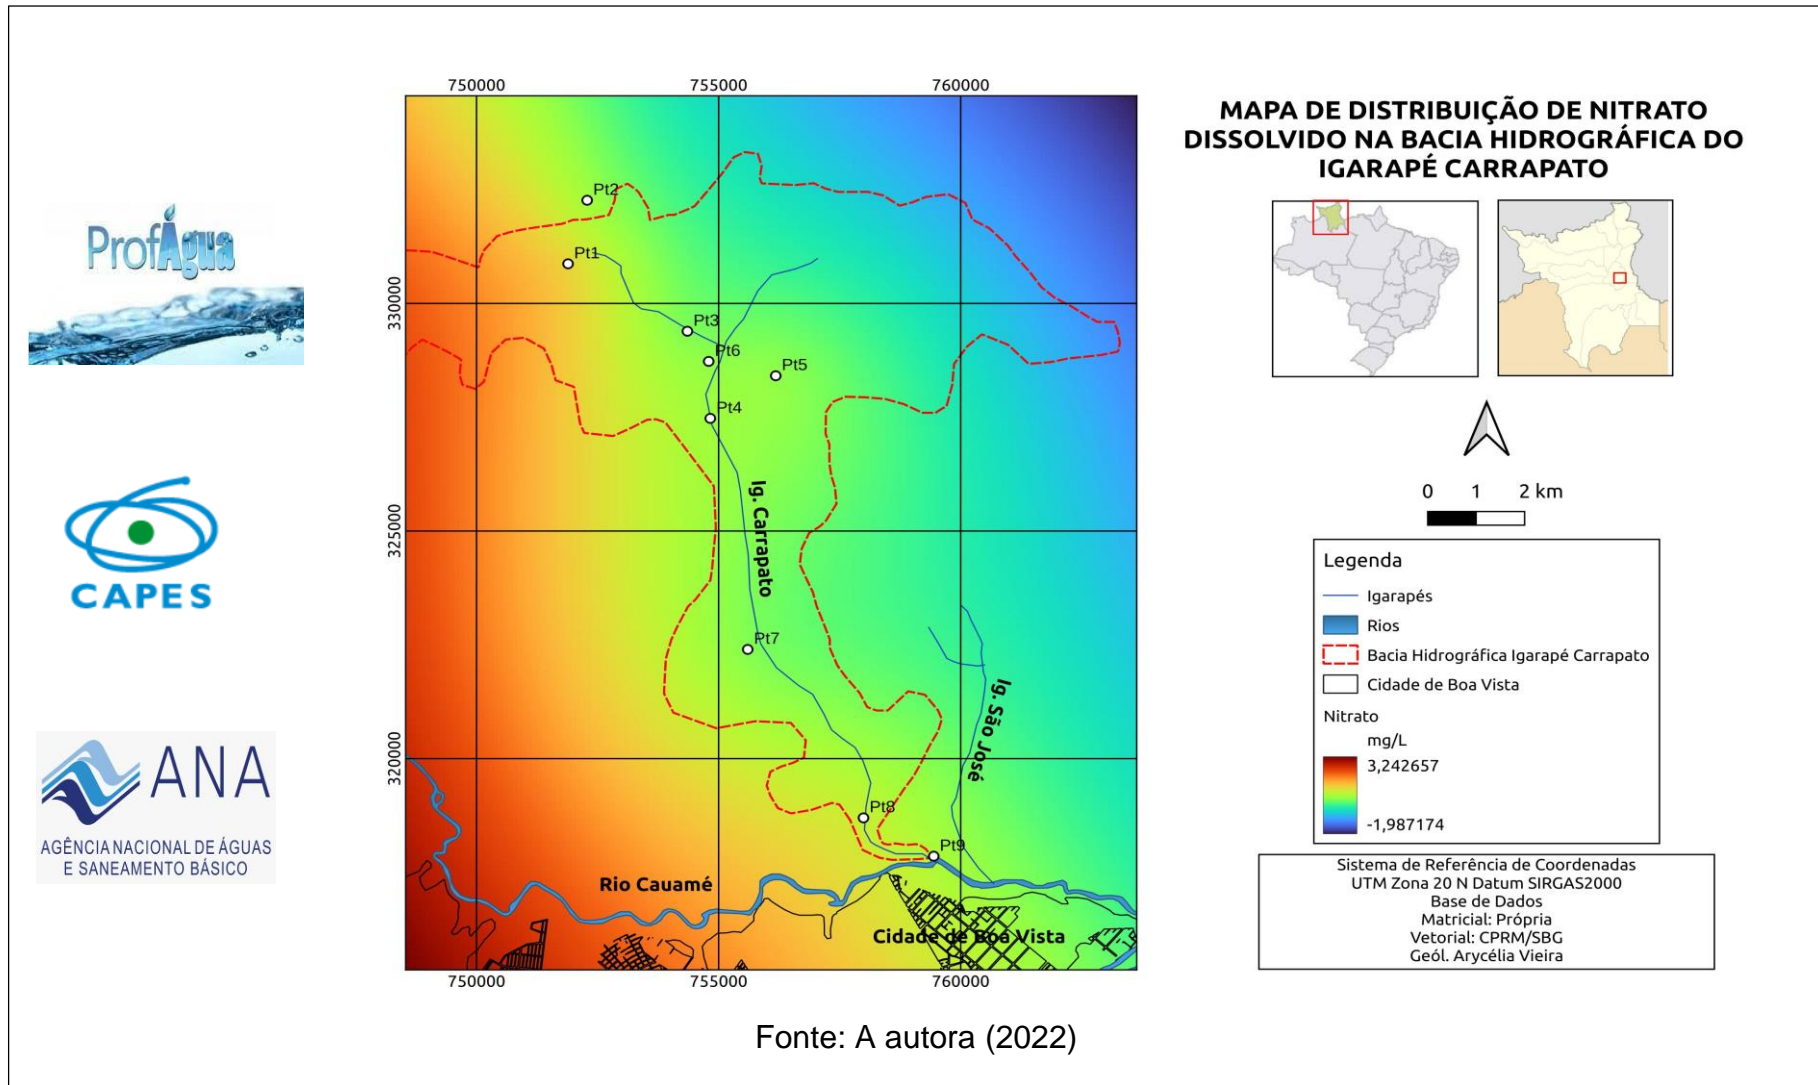 ProfÁgua
CAPES
ANA
AGÊNCIA NACIONAL DE ÁGUAS
E SANEAMENTO BÁSICO
750000
755000
760000
330000
325000
320000
Pt2
Pt1
Pt3
Pt6
Pt5
Pt4
Ig. Carrapato
Pt7
Ig. São José
Pt8
Pt9
Rio Cauamé
Cidade de Boa Vista
750000
755000
760000
MAPA DE DISTRIBUIÇÃO DE NITRATO
DISSOLVIDO NA BACIA HIDROGRÁFICA DO
IGARAPÉ CARRAPATO
0 1 2 km
Legenda
Igarapés
Rios
Bacia Hidrográfica Igarapé Carrapato
Cidade de Boa Vista
Nitrato
mg/L
3,242657
-1,987174
Sistema de Referência de Coordenadas
UTM Zona 20 N Datum SIRGAS2000
Base de Dados
Matricial: Própria
Vetorial: CPRM/SBG
Geól. Arycélia Vieira
Fonte: A autora (2022)